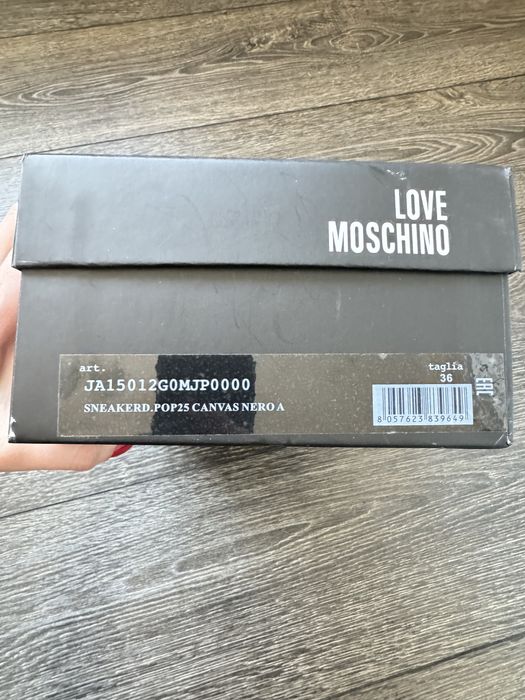 LOVE
MOSCHINO
art.
JA15012G0MJP0000
SNEAKERD.POP25 CANVAS NERO A
taglia
36
8 057623 839649
EAC